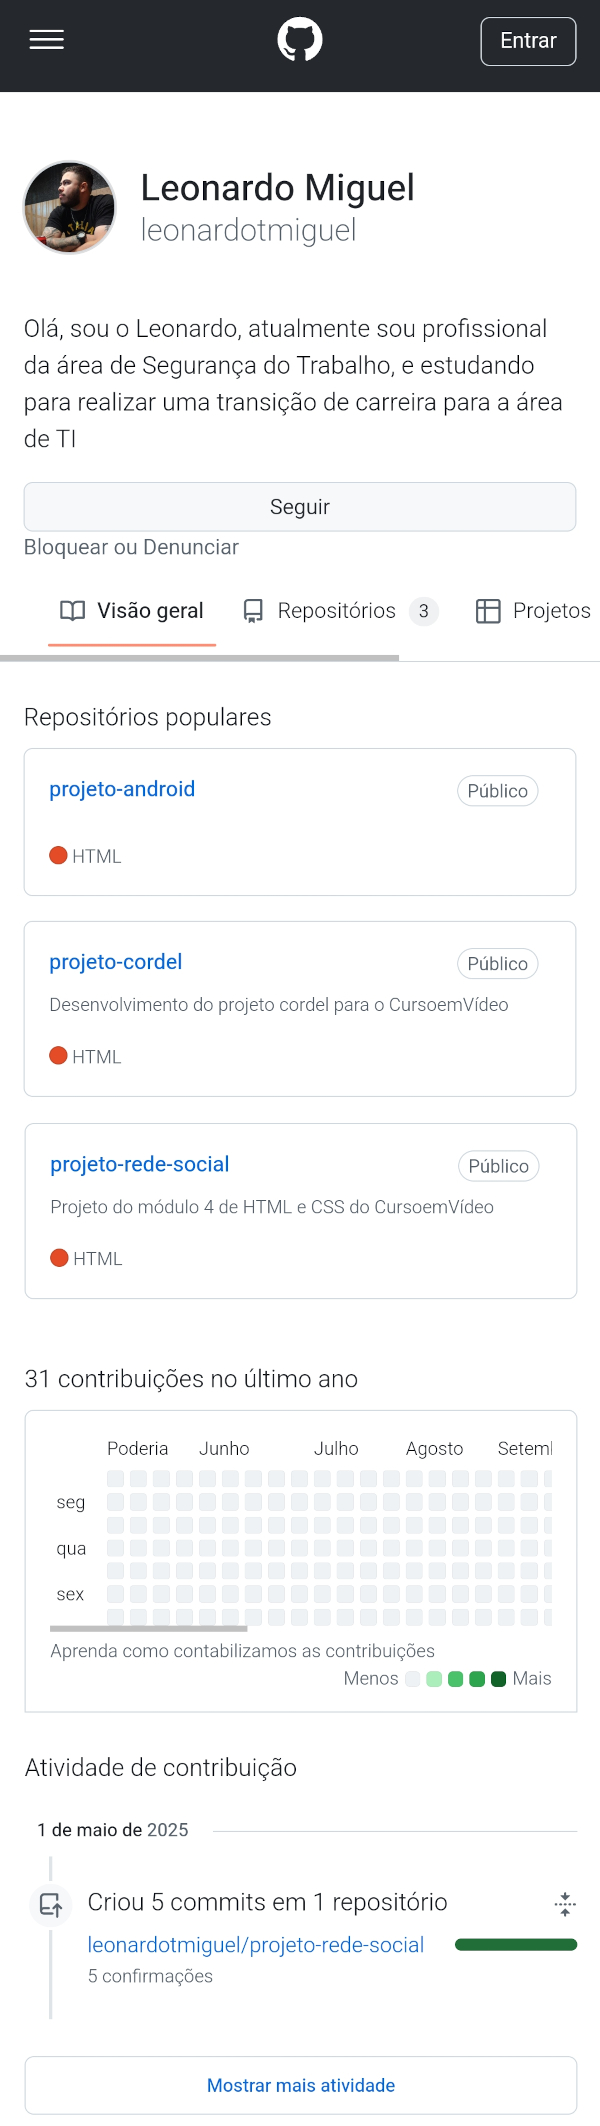 Entrar
Leonardo Miguel
leonardotmiguel
Olá, sou o Leonardo, atualmente sou profissional
da área de Segurança do Trabalho, e estudando
para realizar uma transição de carreira para a área
de TI
Seguir
Bloquear ou Denunciar
Visão geral Repositórios 3 Projetos
Repositórios populares
projeto-android Público
HTML
projeto-cordel Público
Desenvolvimento do projeto cordel para o CursoemVídeo
HTML
projeto-rede-social Público
Projeto do módulo 4 de HTML e CSS do CursoemVídeo
HTML
31 contribuições no último ano
Poderia Junho Julho Agosto
seg
qua
sex
Aprenda como contabilizamos as contribuições
Menos Mais
Atividade de contribuição
1 de maio de 2025
Criou 5 commits em 1 repositório
leonardotmiguel/projeto-rede-social
5 confirmações
Mostrar mais atividade